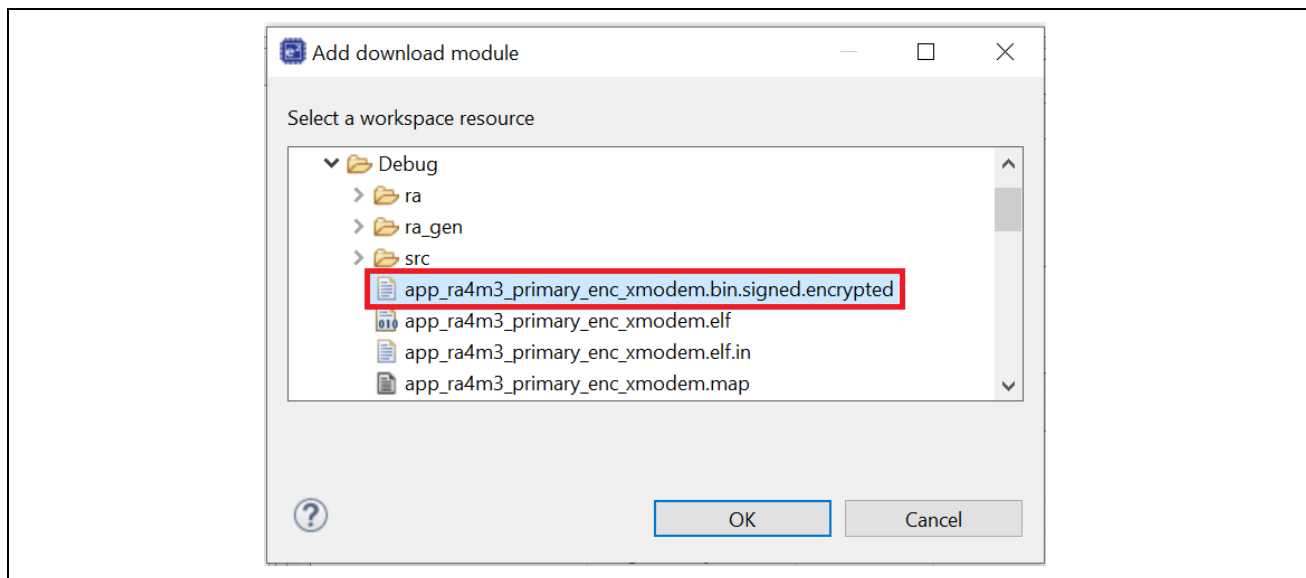 Add download module
Select a workspace resource
Debug
ra
ra_gen
src
app_ra4m3_primary_enc_xmodem.bin.signed.encrypted
app_ra4m3_primary_enc_xmodem.elf
app_ra4m3_primary_enc_xmodem.elf.in
app_ra4m3_primary_enc_xmodem.map
OK Cancel